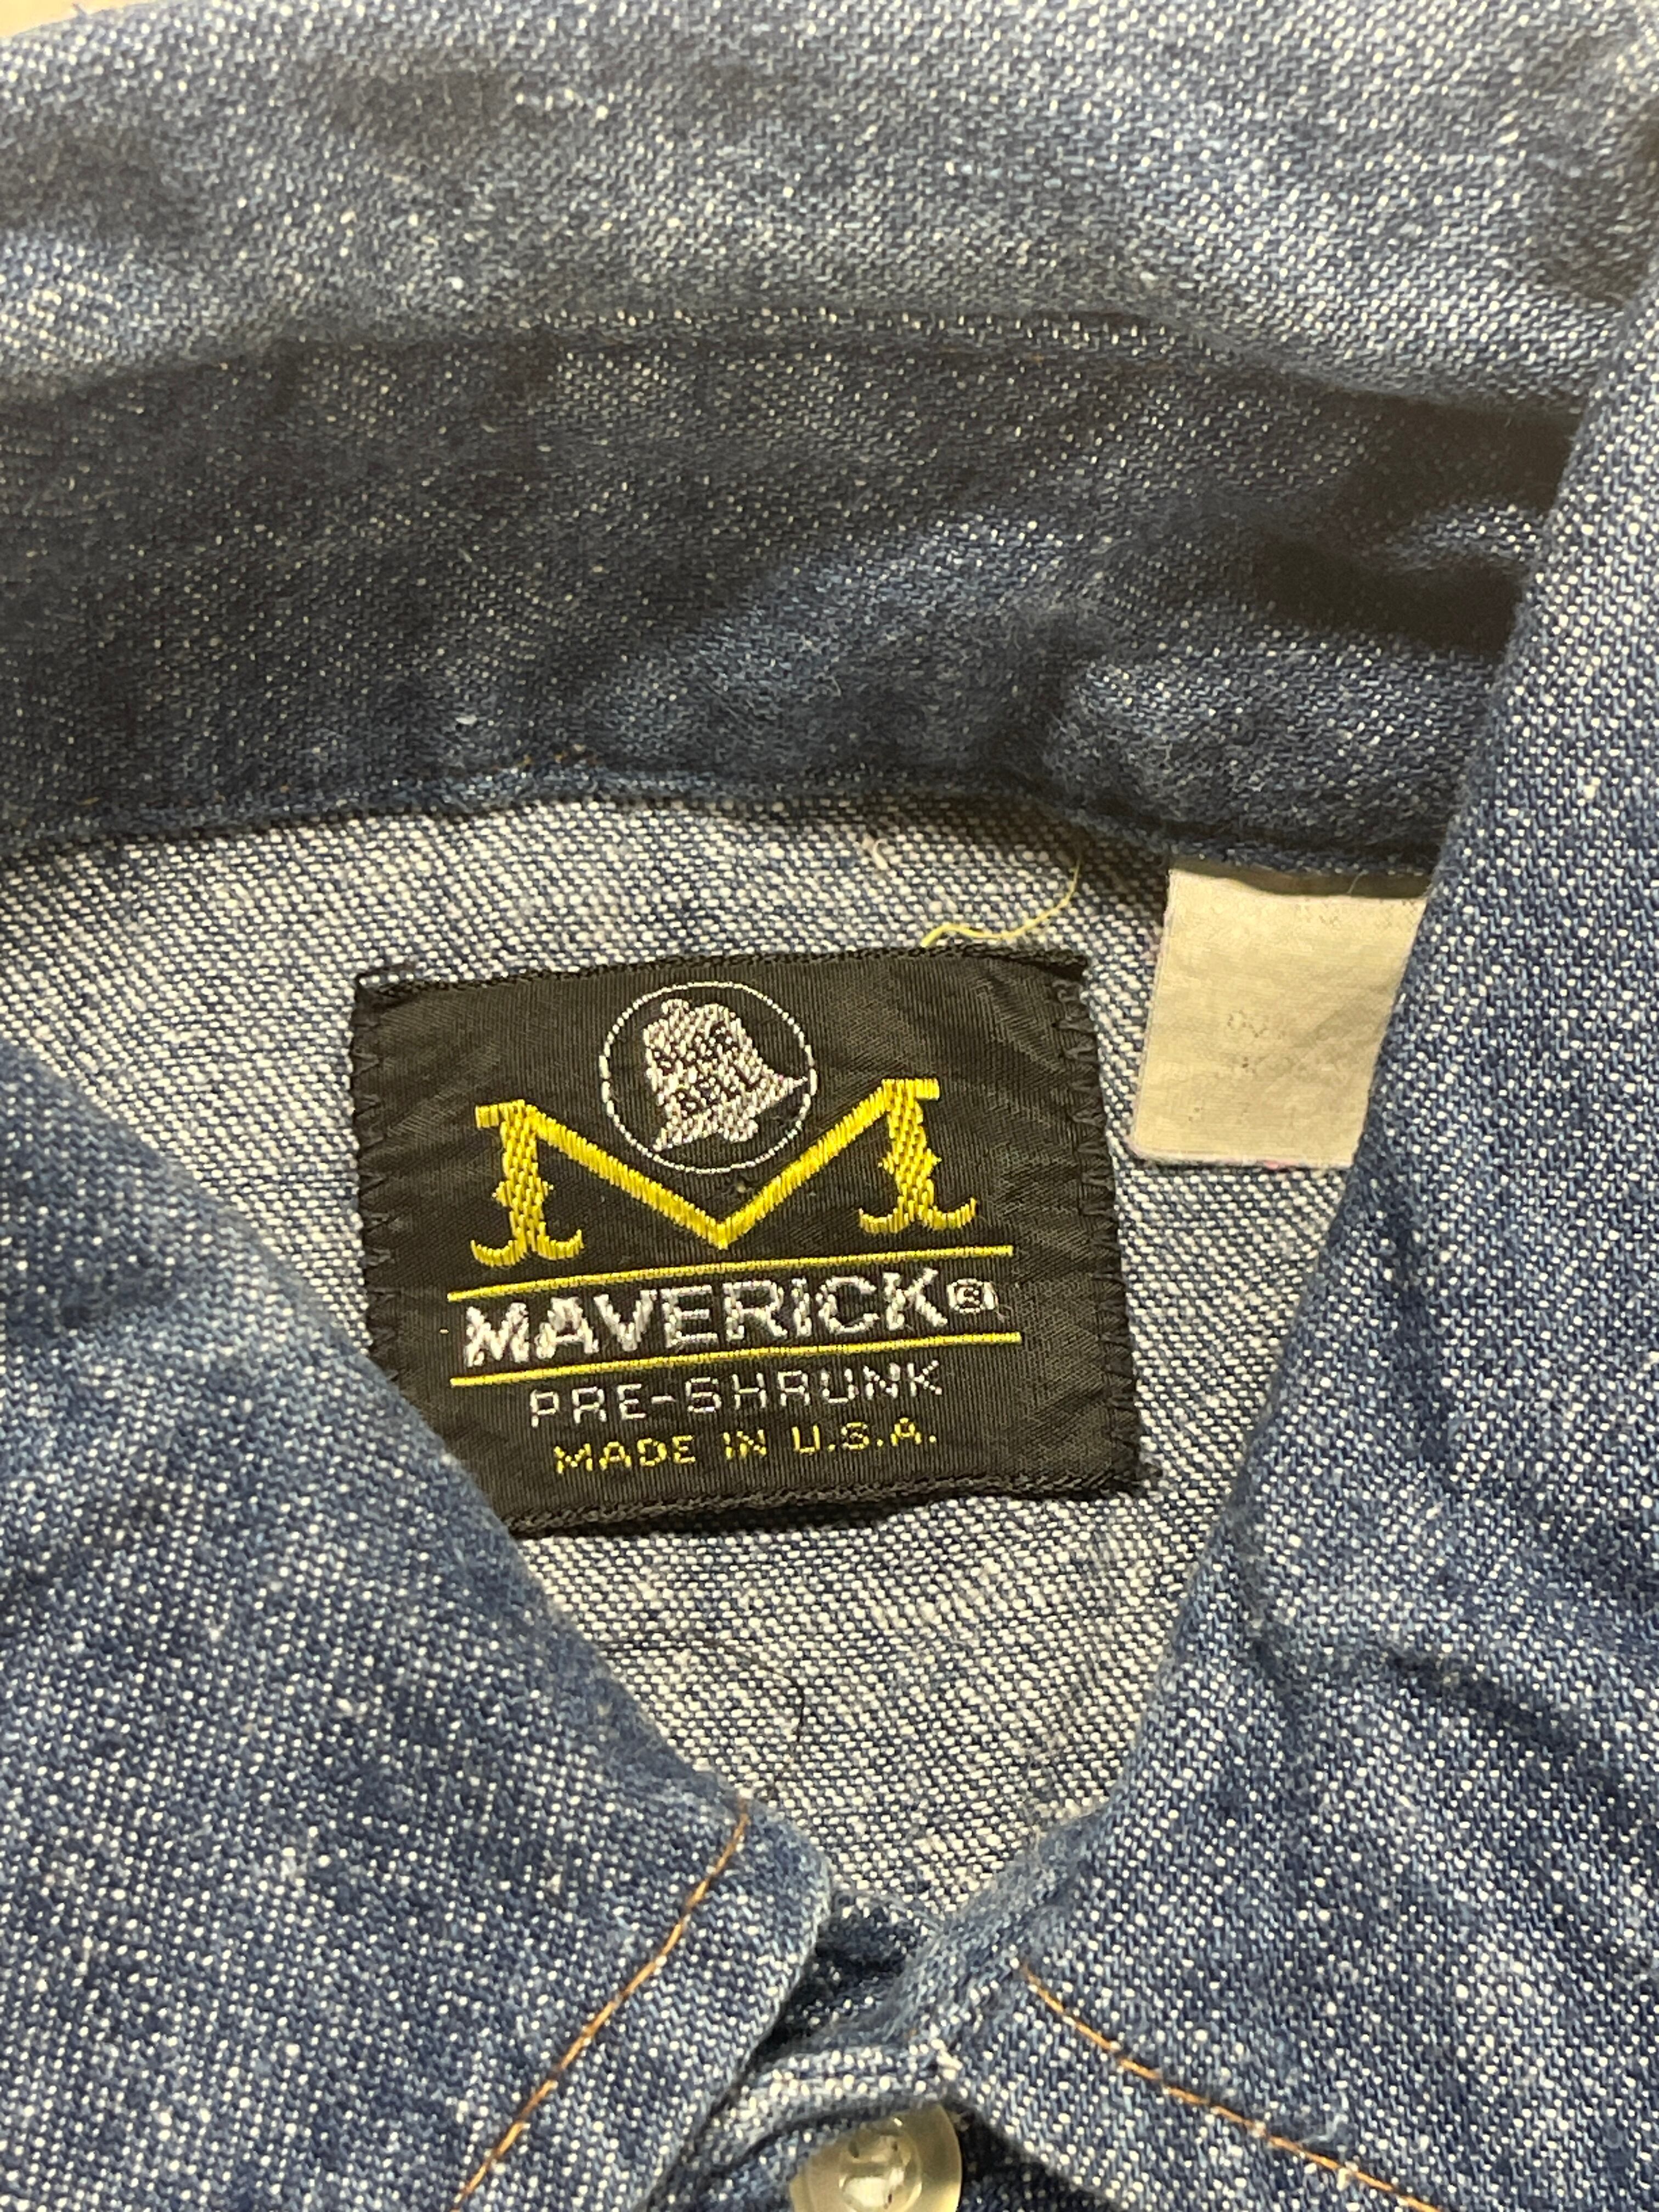 BLUE
BELL
M
MAVERICK®
PRE-SHRUNK
MADE IN U.S.A.